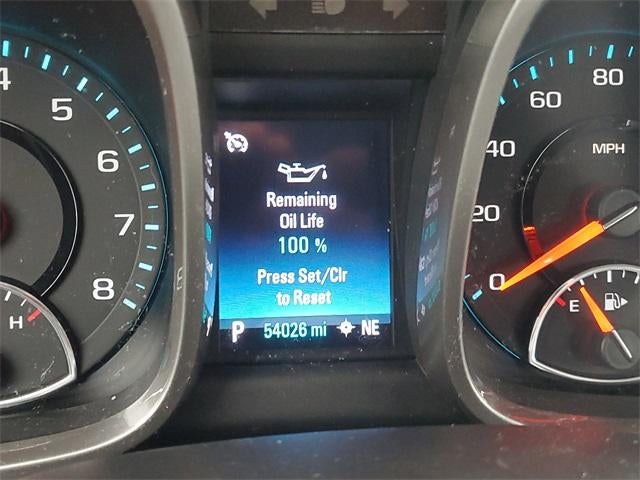 4
5
6
7
8
H
Remaining
Oil Life
100 %
Press Set/Clr
to Reset
P 54026 mi NE
80
60
40
20
0
MPH
E